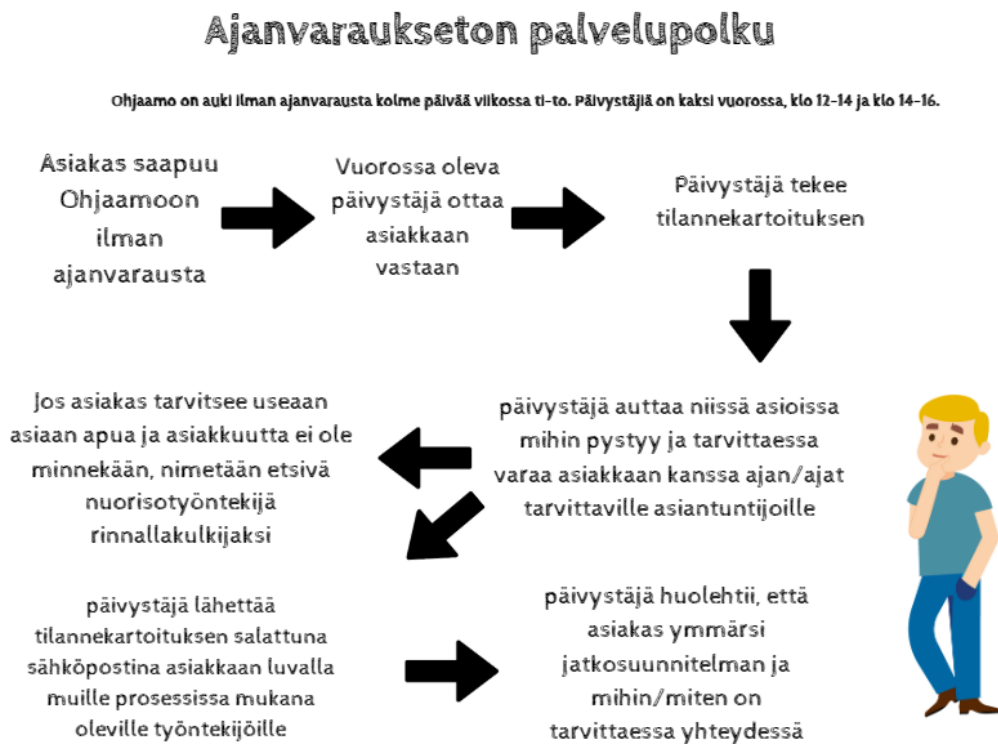 Ajanvaraukseton palvelupolku
Ohjaamo on auki ilman ajanvarausta kolme päivää viikossa ti-to. Päivystäjiä on kaksi vuorossa, klo 12-14 ja klo 14-16.
Asiakas saapuu
Ohjaamoon
ilman
ajanvarausta
Vuorossa oleva
päivystäjä ottaa
asiakkaan
vastaan
Päivystäjä tekee
tilannekartoituksen
päivystäjä auttaa niissä asioissa
mihin pystyy ja tarvittaessa
varaa asiakkaan kanssa ajan/ajat
tarvittaville asiantuntijoille
Jos asiakas tarvitsee useaan
asiaan apua ja asiakkuutta ei ole
minnekään, nimetään etsivä
nuorisotyöntekijä
rinnallakulkijaksi
päivystäjä lähettää
tilannekartoituksen salattuna
sähköpostina asiakkaan luvalla
muille prosessissa mukana
oleville työntekijöille
päivystäjä huolehtii, että
asiakas ymmärsi
jatkosuunnitelman ja
mihin/miten on
tarvittaessa yhteydessä